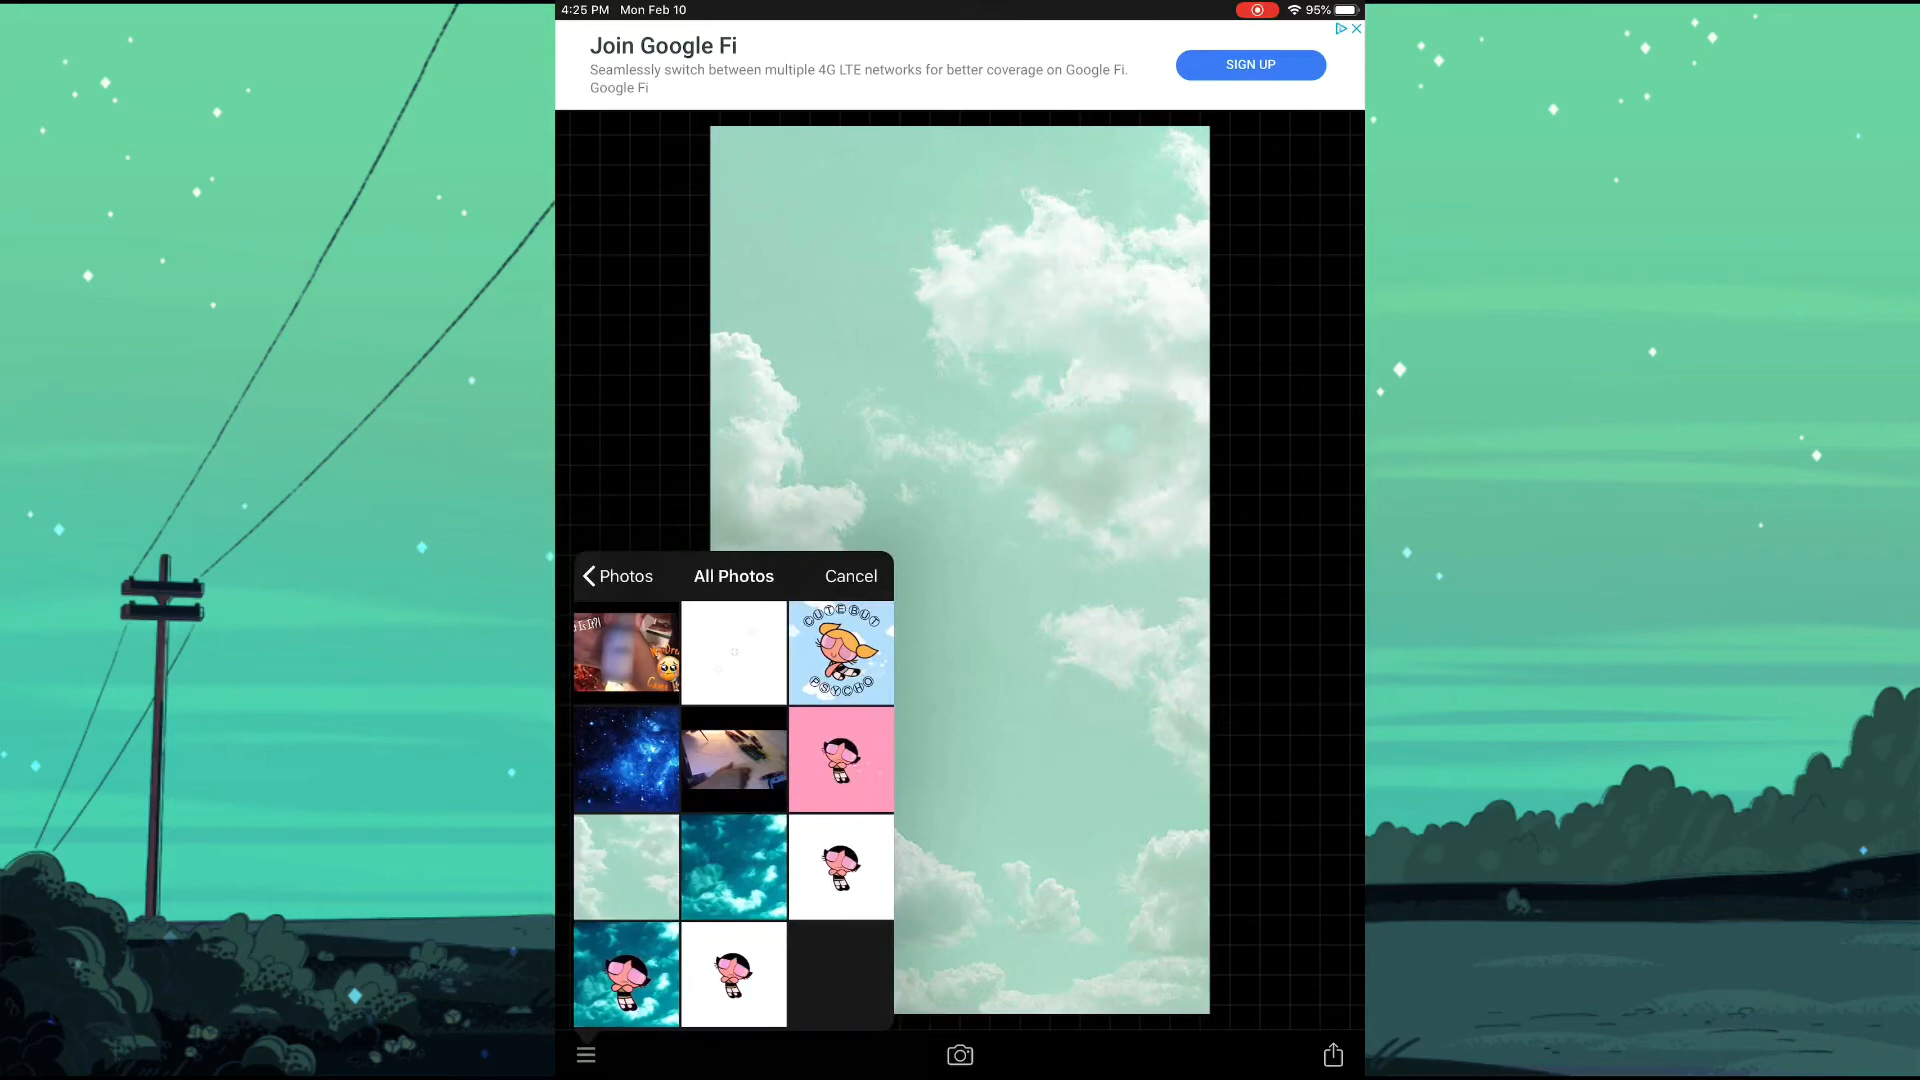 4:25 PM Mon Feb 10
95%
Join Google Fi
Seamlessly switch between multiple 4G LTE networks for better coverage on Google Fi.
Google Fi
SIGN UP
Photos
All Photos
Cancel
CUTE BUT
PSYCHO